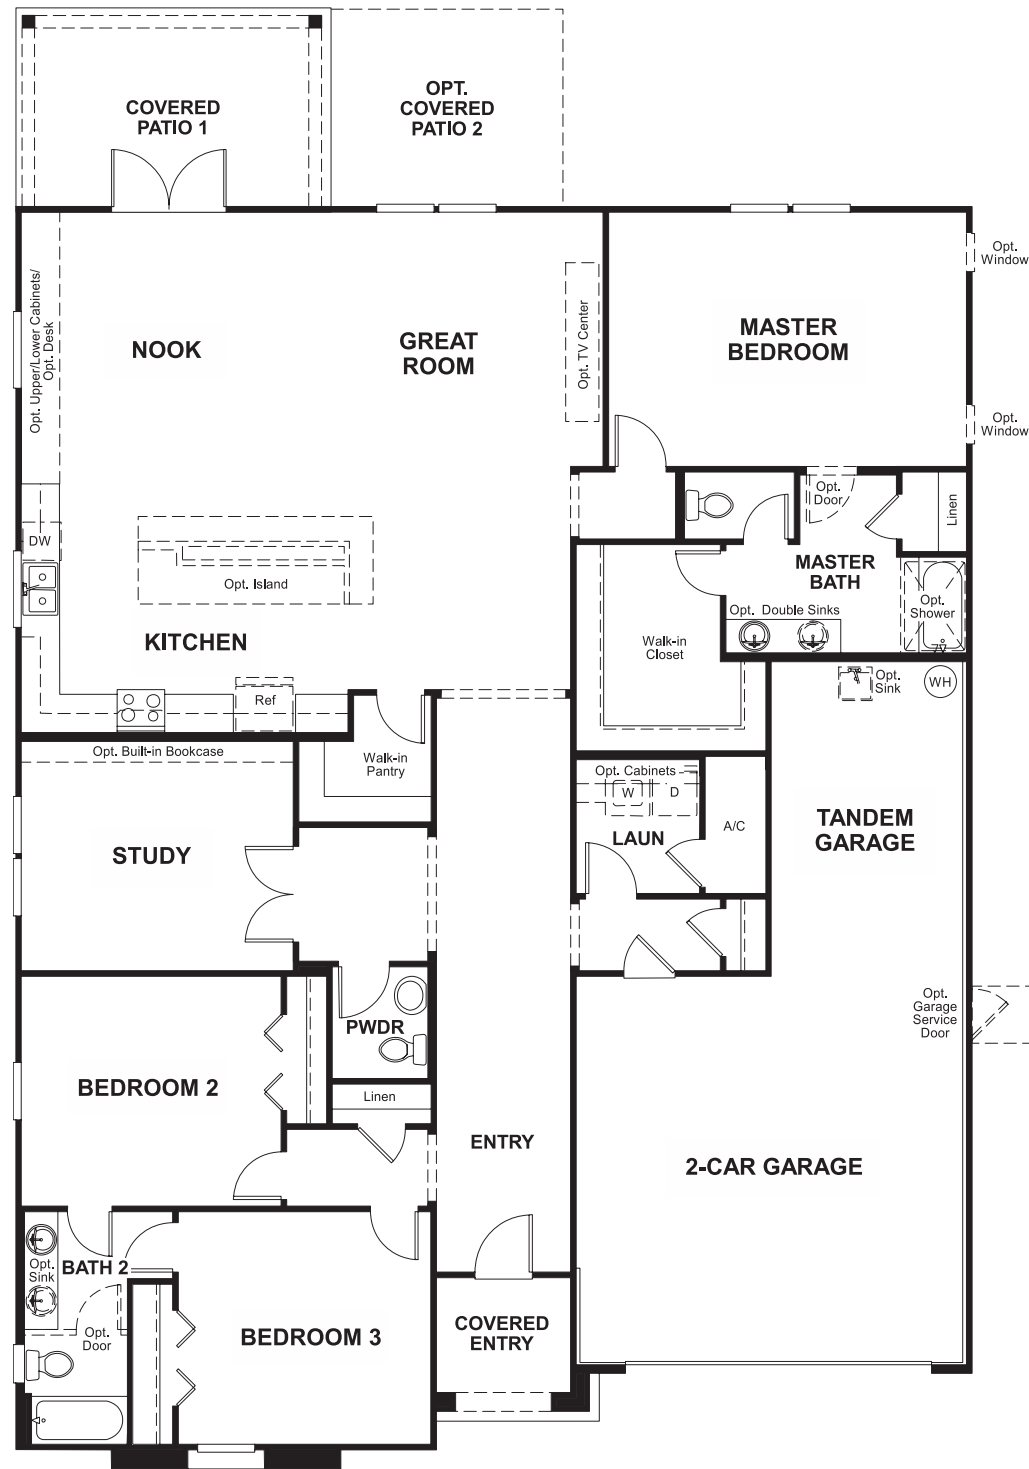 COVERED
PATIO 1
OPT.
COVERED
PATIO 2
Opt.
Window
Opt. Upper/Lower Cabinets/
Opt. Desk
NOOK
GREAT
ROOM
Opt. TV Center
MASTER
BEDROOM
Opt.
Window
Opt.
Door
Linen
DW
Opt. Island
MASTER
BATH
Opt. Double Sinks
Opt.
Shower
KITCHEN
Walk-in
Closet
Ref
Opt.
Sink
WH
Opt. Built-in Bookcase
Walk-in
Pantry
Opt. Cabinets
W
D
A/C
TANDEM
GARAGE
STUDY
LAUN
Opt.
Garage
Service
Door
PWDR
BEDROOM 2
Linen
ENTRY
2-CAR GARAGE
Opt.
Sink
BATH 2
Opt.
Door
BEDROOM 3
COVERED
ENTRY